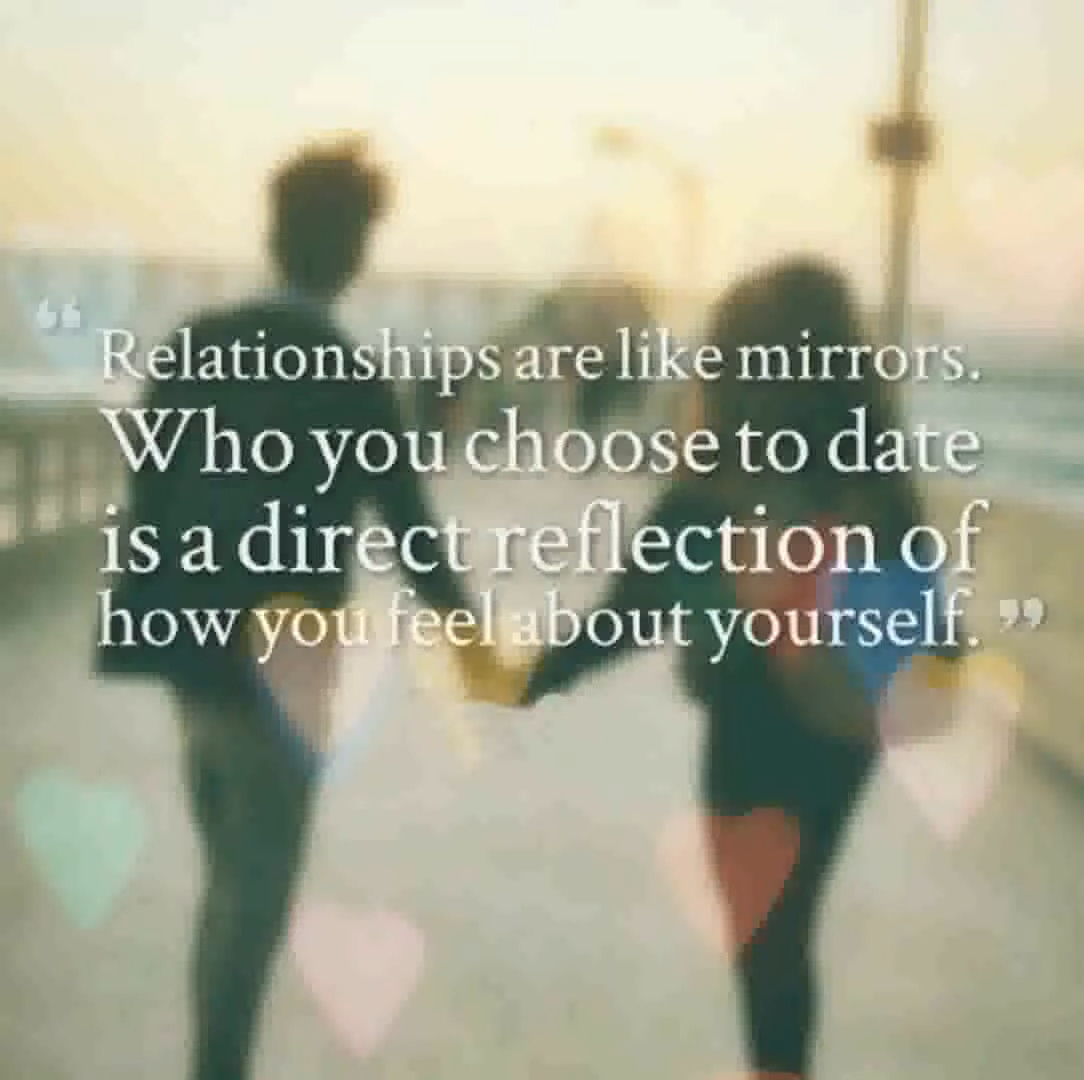 “ Relationships are like mirrors.
Who you choose to date
is a direct reflection of
how you feel about yourself. ”